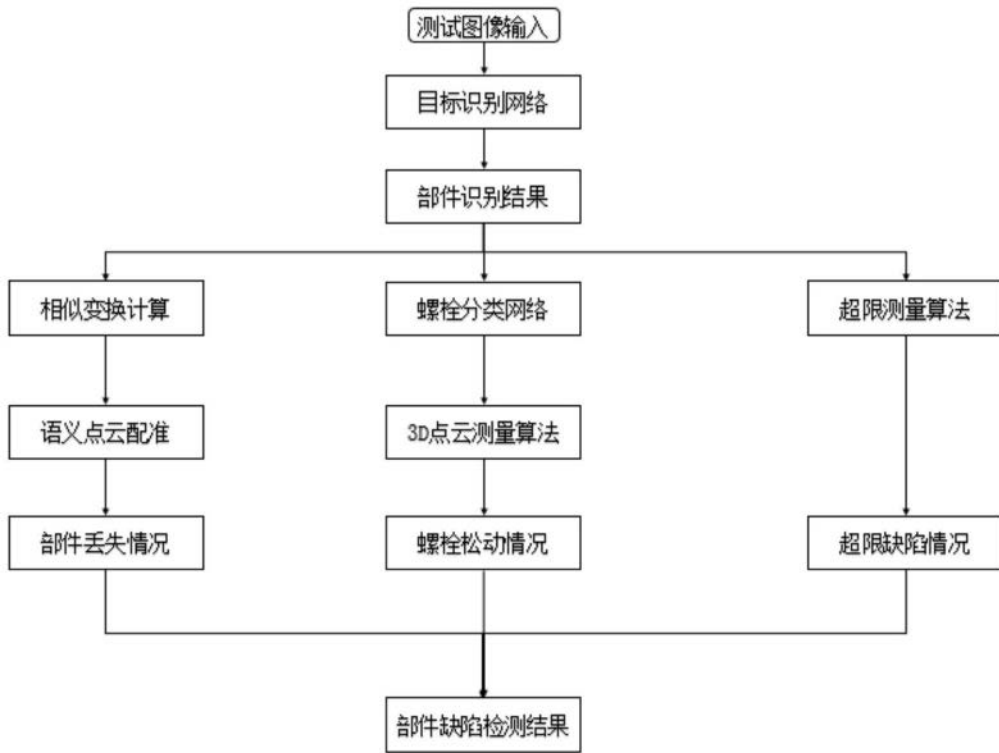 测试图像输入
目标识别网络
部件识别结果
相似变换计算
螺栓分类网络
超限测量算法
语义点云配准
3D点云测量算法
部件丢失情况
螺栓松动情况
超限缺陷情况
部件缺陷检测结果